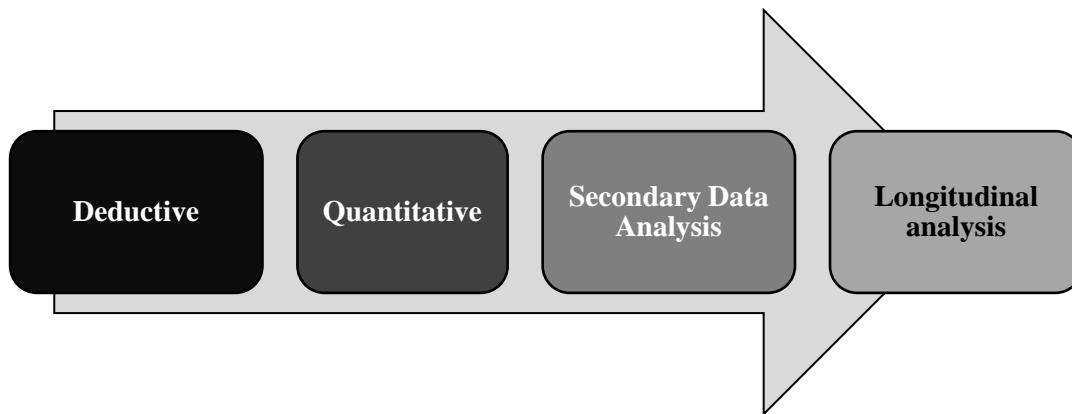 Deductive
Quantitative
Secondary Data
Analysis
Longitudinal
analysis